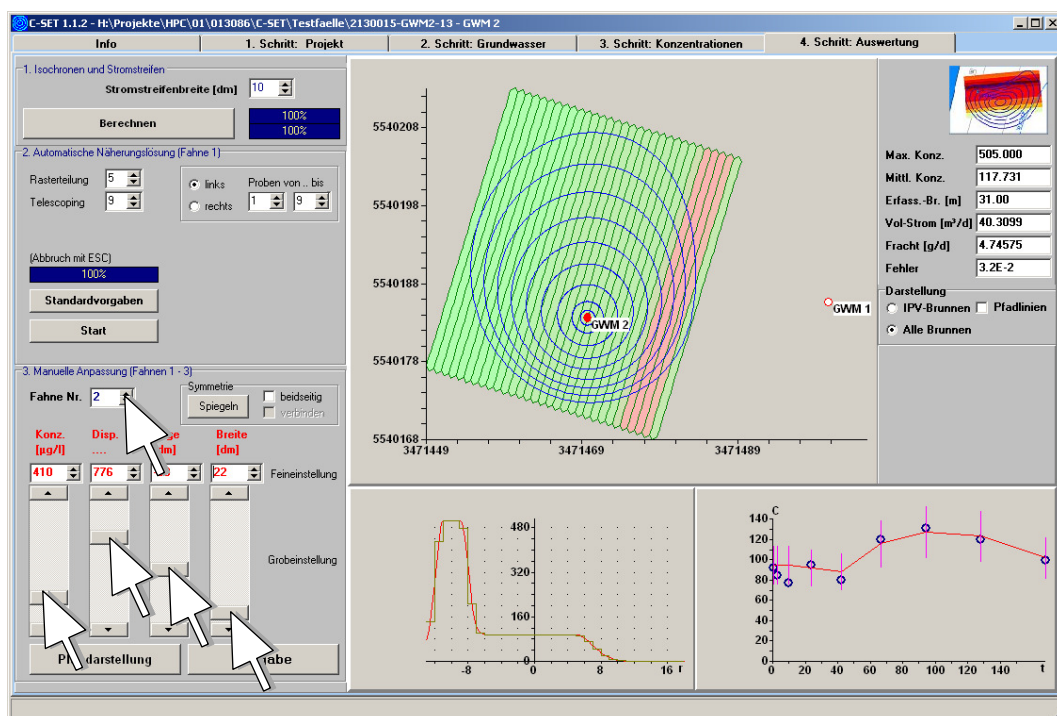 C-SET 1.1.2 - H:\Projekte\HPC\01\013086\C-SET\Testfaelle\2130015-GWM2-13 - GWM 2
Info
1. Schritt: Projekt
2. Schritt: Grundwasser
3. Schritt: Konzentrationen
4. Schritt: Auswertung
1. Isochronen und Stromstreifen
Stromstreifenbreite [dm] 10
Berechnen
100%
100%
2. Automatische Näherungslösung (Fahne 1)
Rasterteilung 5
Telescoping 9
links
rechts
Proben von .. bis
1 9
(Abbruch mit ESC)
100%
Standardvorgaben
Start
3. Manuelle Anpassung (Fahnen 1 - 3)
Fahne Nr. 2
Symmetrie
Spiegeln
beidseitig
verbinden
Konz. Disp. Breite
[µg/l] .... [dm]
410 776 22 Feineinstellung
Grobeinstellung
5540208
5540198
5540188
5540178
5540168
3471449 3471469 3471489
GWM 2
GWM 1
Max. Konz. 505.000
Mittl. Konz. 117.731
Erfass.-Br. [m] 31.00
Vol-Strom [m³/d] 40.3099
Fracht [g/d] 4.74575
Fehler 3.2E-2
Darstellung
IPV-Brunnen Pfadlinien
Alle Brunnen
480
320
160
0
-8 0 8 16 r
C
140
120
100
80
60
40
20
0
0 20 40 60 80 100 120 140 t